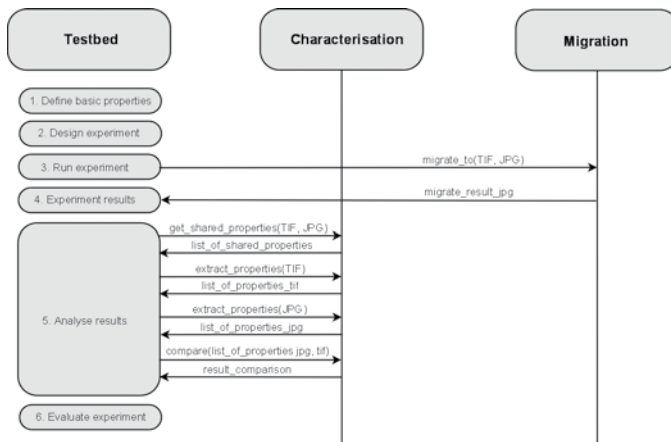 Testbed
Characterisation
Migration
1. Define basic properties
2. Design experiment
3. Run experiment
migrate_to(TIF, JPG)
4. Experiment results
migrate_result_jpg
get_shared_properties(TIF, JPG)
list_of_shared_properties
extract_properties(TIF)
list_of_properties_tif
5. Analyse results
extract_properties(JPG)
list_of_properties_jpg
compare(list_of_properties jpg, tif)
result_comparison
6. Evaluate experiment